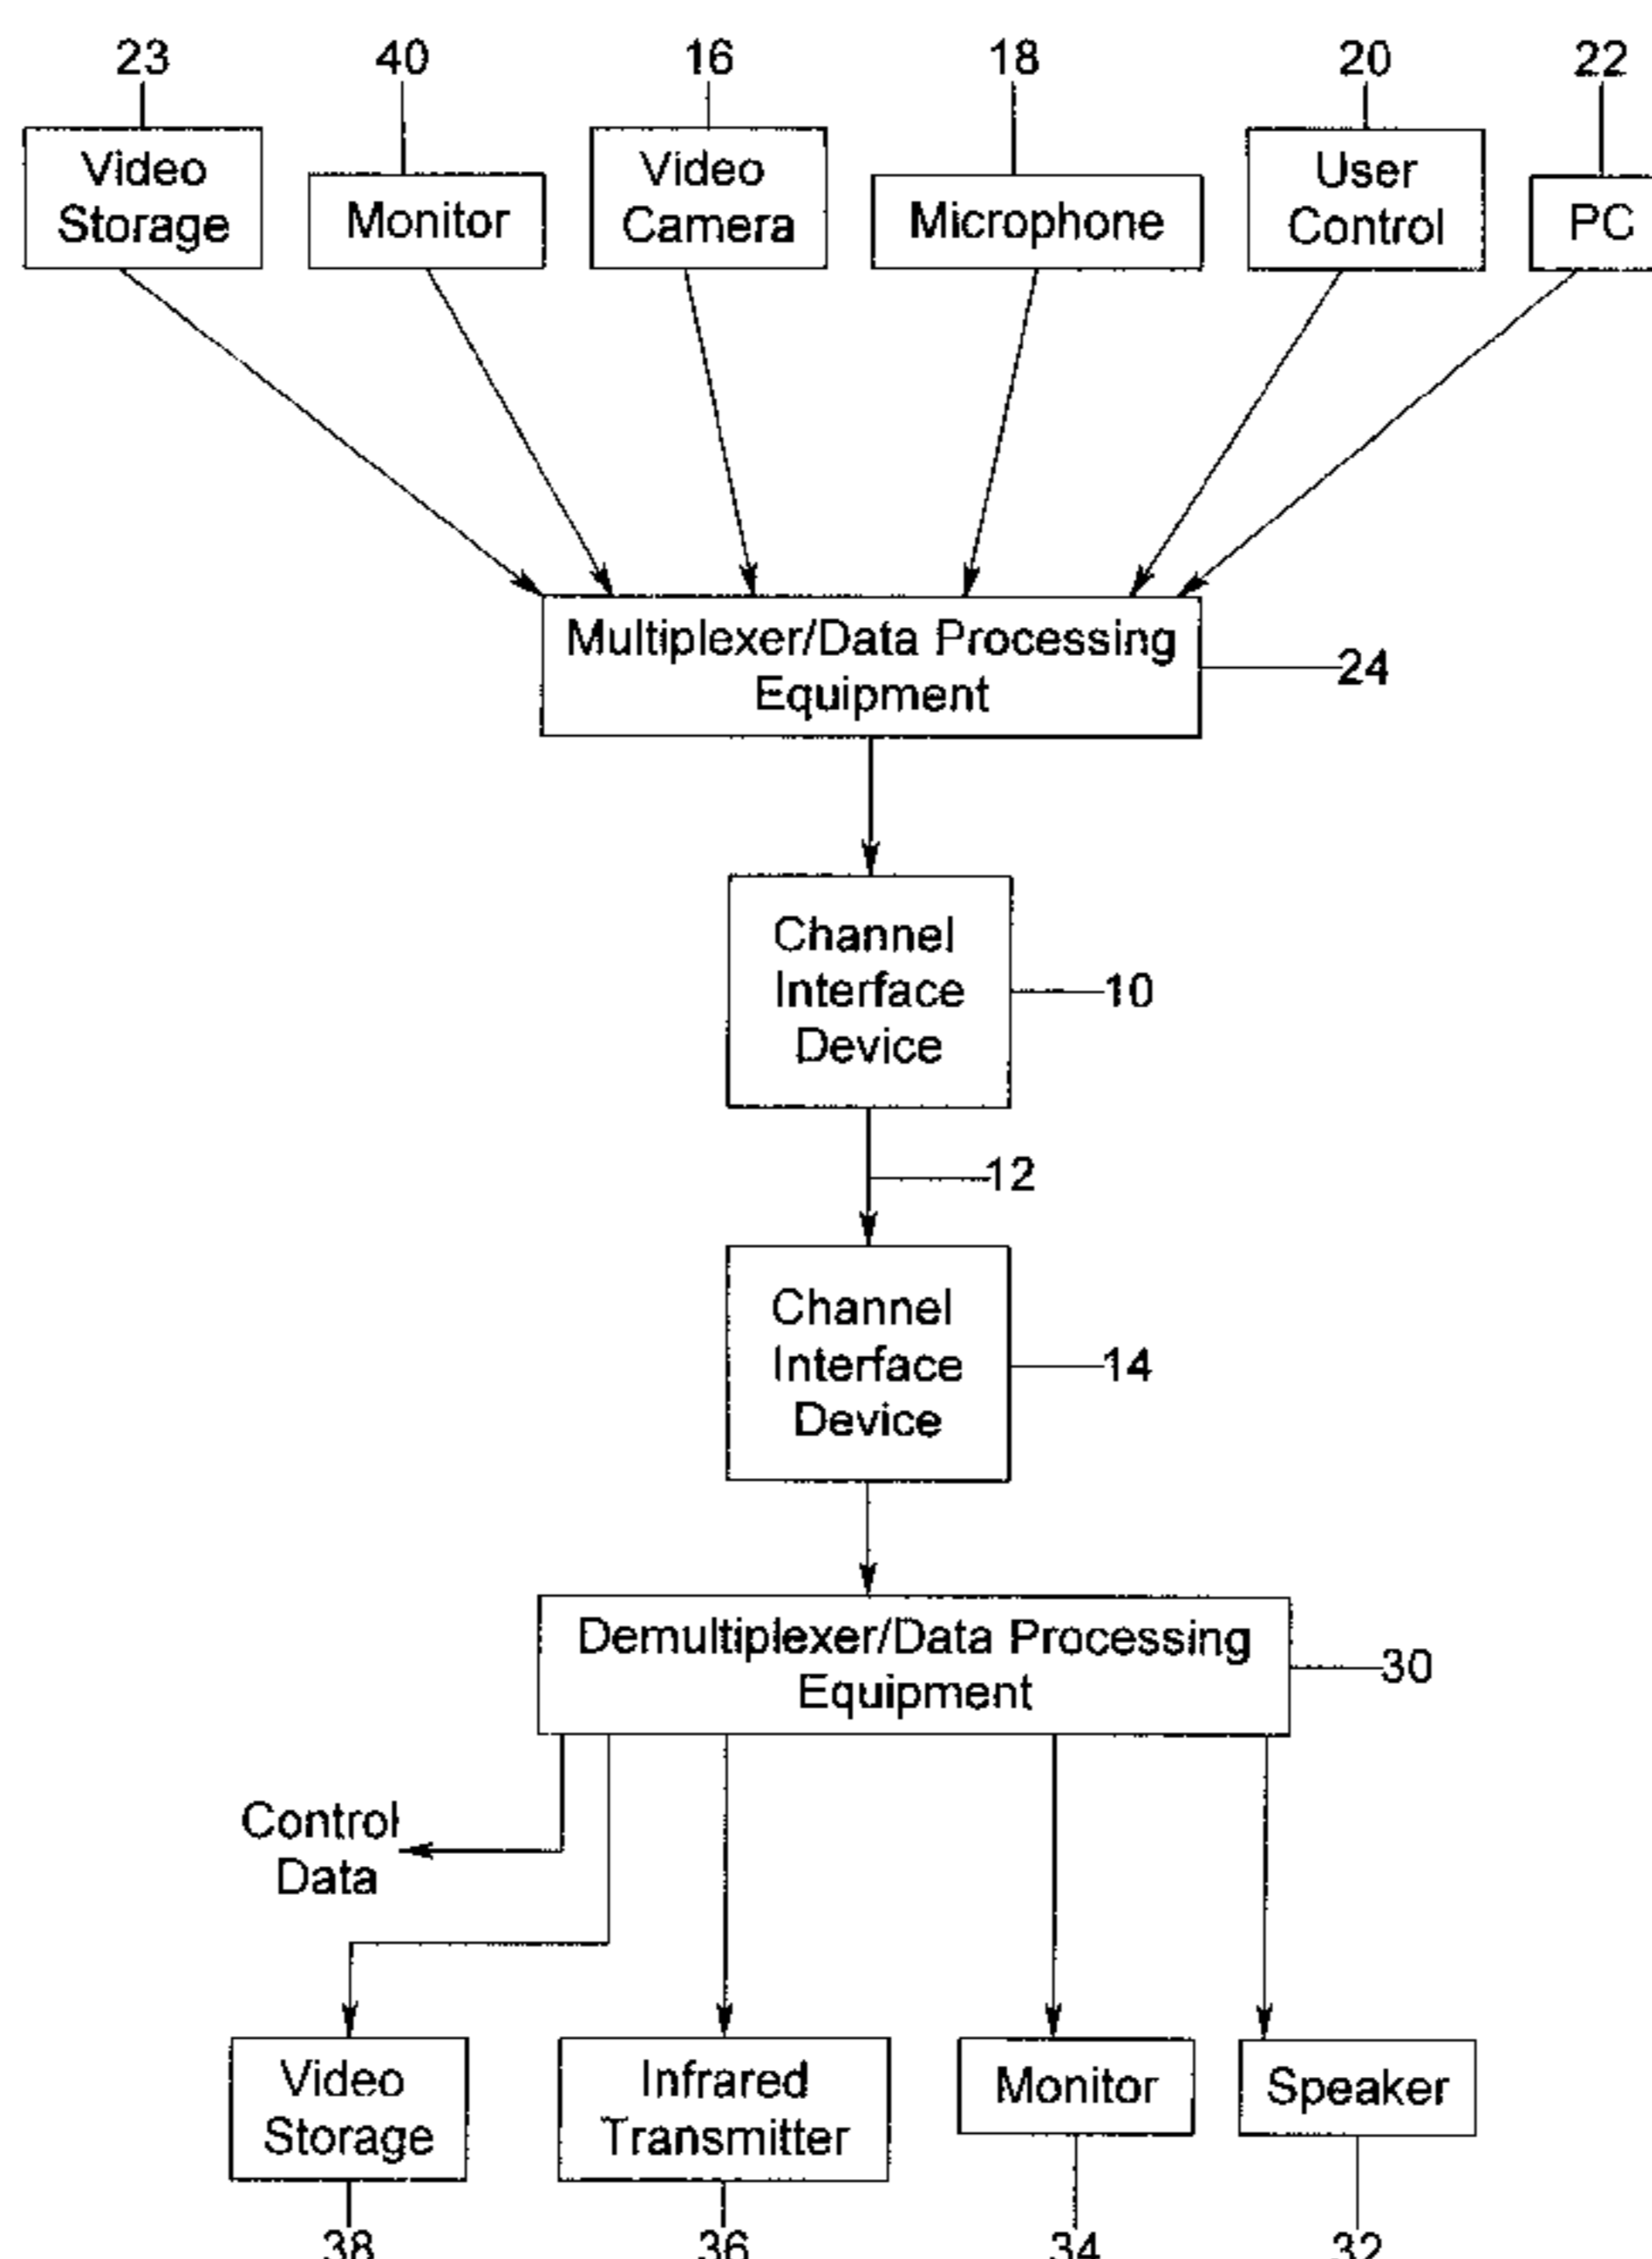 23 40 16 18 20 22
Video Storage
Monitor
Video Camera
Microphone
User Control
PC
Multiplexer/Data Processing
Equipment
24
Channel
Interface
Device
10
12
Channel
Interface
Device
14
Demultiplexer/Data Processing
Equipment
30
Control
Data
Video
Storage
Infrared
Transmitter
Monitor
Speaker
38 36 34 32